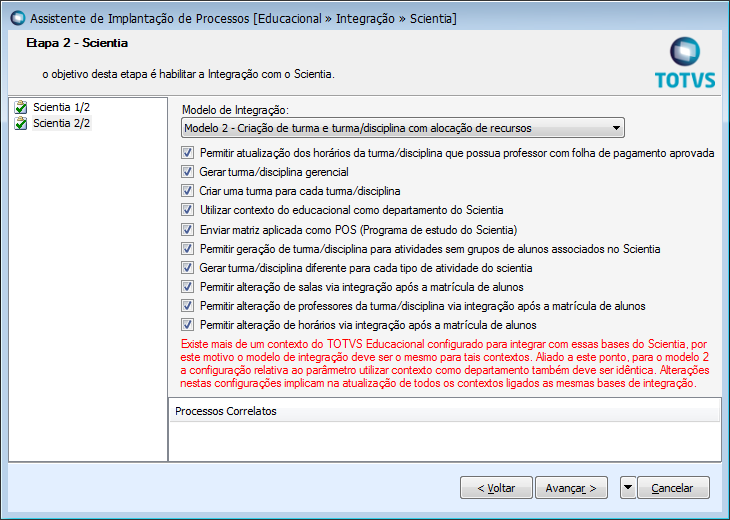 Assistente de Implantação de Processos [Educacional » Integração » Scientia]
Etapa 2 - Scientia
o objetivo desta etapa é habilitar a Integração com o Scientia.
TOTVS
Scientia 1/2
Scientia 2/2
Modelo de Integração:
Modelo 2 - Criação de turma e turma/disciplina com alocação de recursos
Permitir atualização dos horários da turma/disciplina que possua professor com folha de pagamento aprovada
Gerar turma/disciplina gerencial
Criar uma turma para cada turma/disciplina
Utilizar contexto do educacional como departamento do Scientia
Enviar matriz aplicada como POS (Programa de estudo do Scientia)
Permitir geração de turma/disciplina para atividades sem grupos de alunos associados no Scientia
Gerar turma/disciplina diferente para cada tipo de atividade do scientia
Permitir alteração de salas via integração após a matrícula de alunos
Permitir alteração de professores da turma/disciplina via integração após a matrícula de alunos
Permitir alteração de horários via integração após a matrícula de alunos
Existe mais de um contexto do TOTVS Educacional configurado para integrar com essas bases do Scientia, por
este motivo o modelo de integração deve ser o mesmo para tais contextos. Aliado a este ponto, para o modelo 2
a configuração relativa ao parâmetro utilizar contexto como departamento também deve ser idêntica. Alterações
nestas configurações implicam na atualização de todos os contextos ligados as mesmas bases de integração.
Processos Correlatos
< Voltar
Avançar >
Cancelar